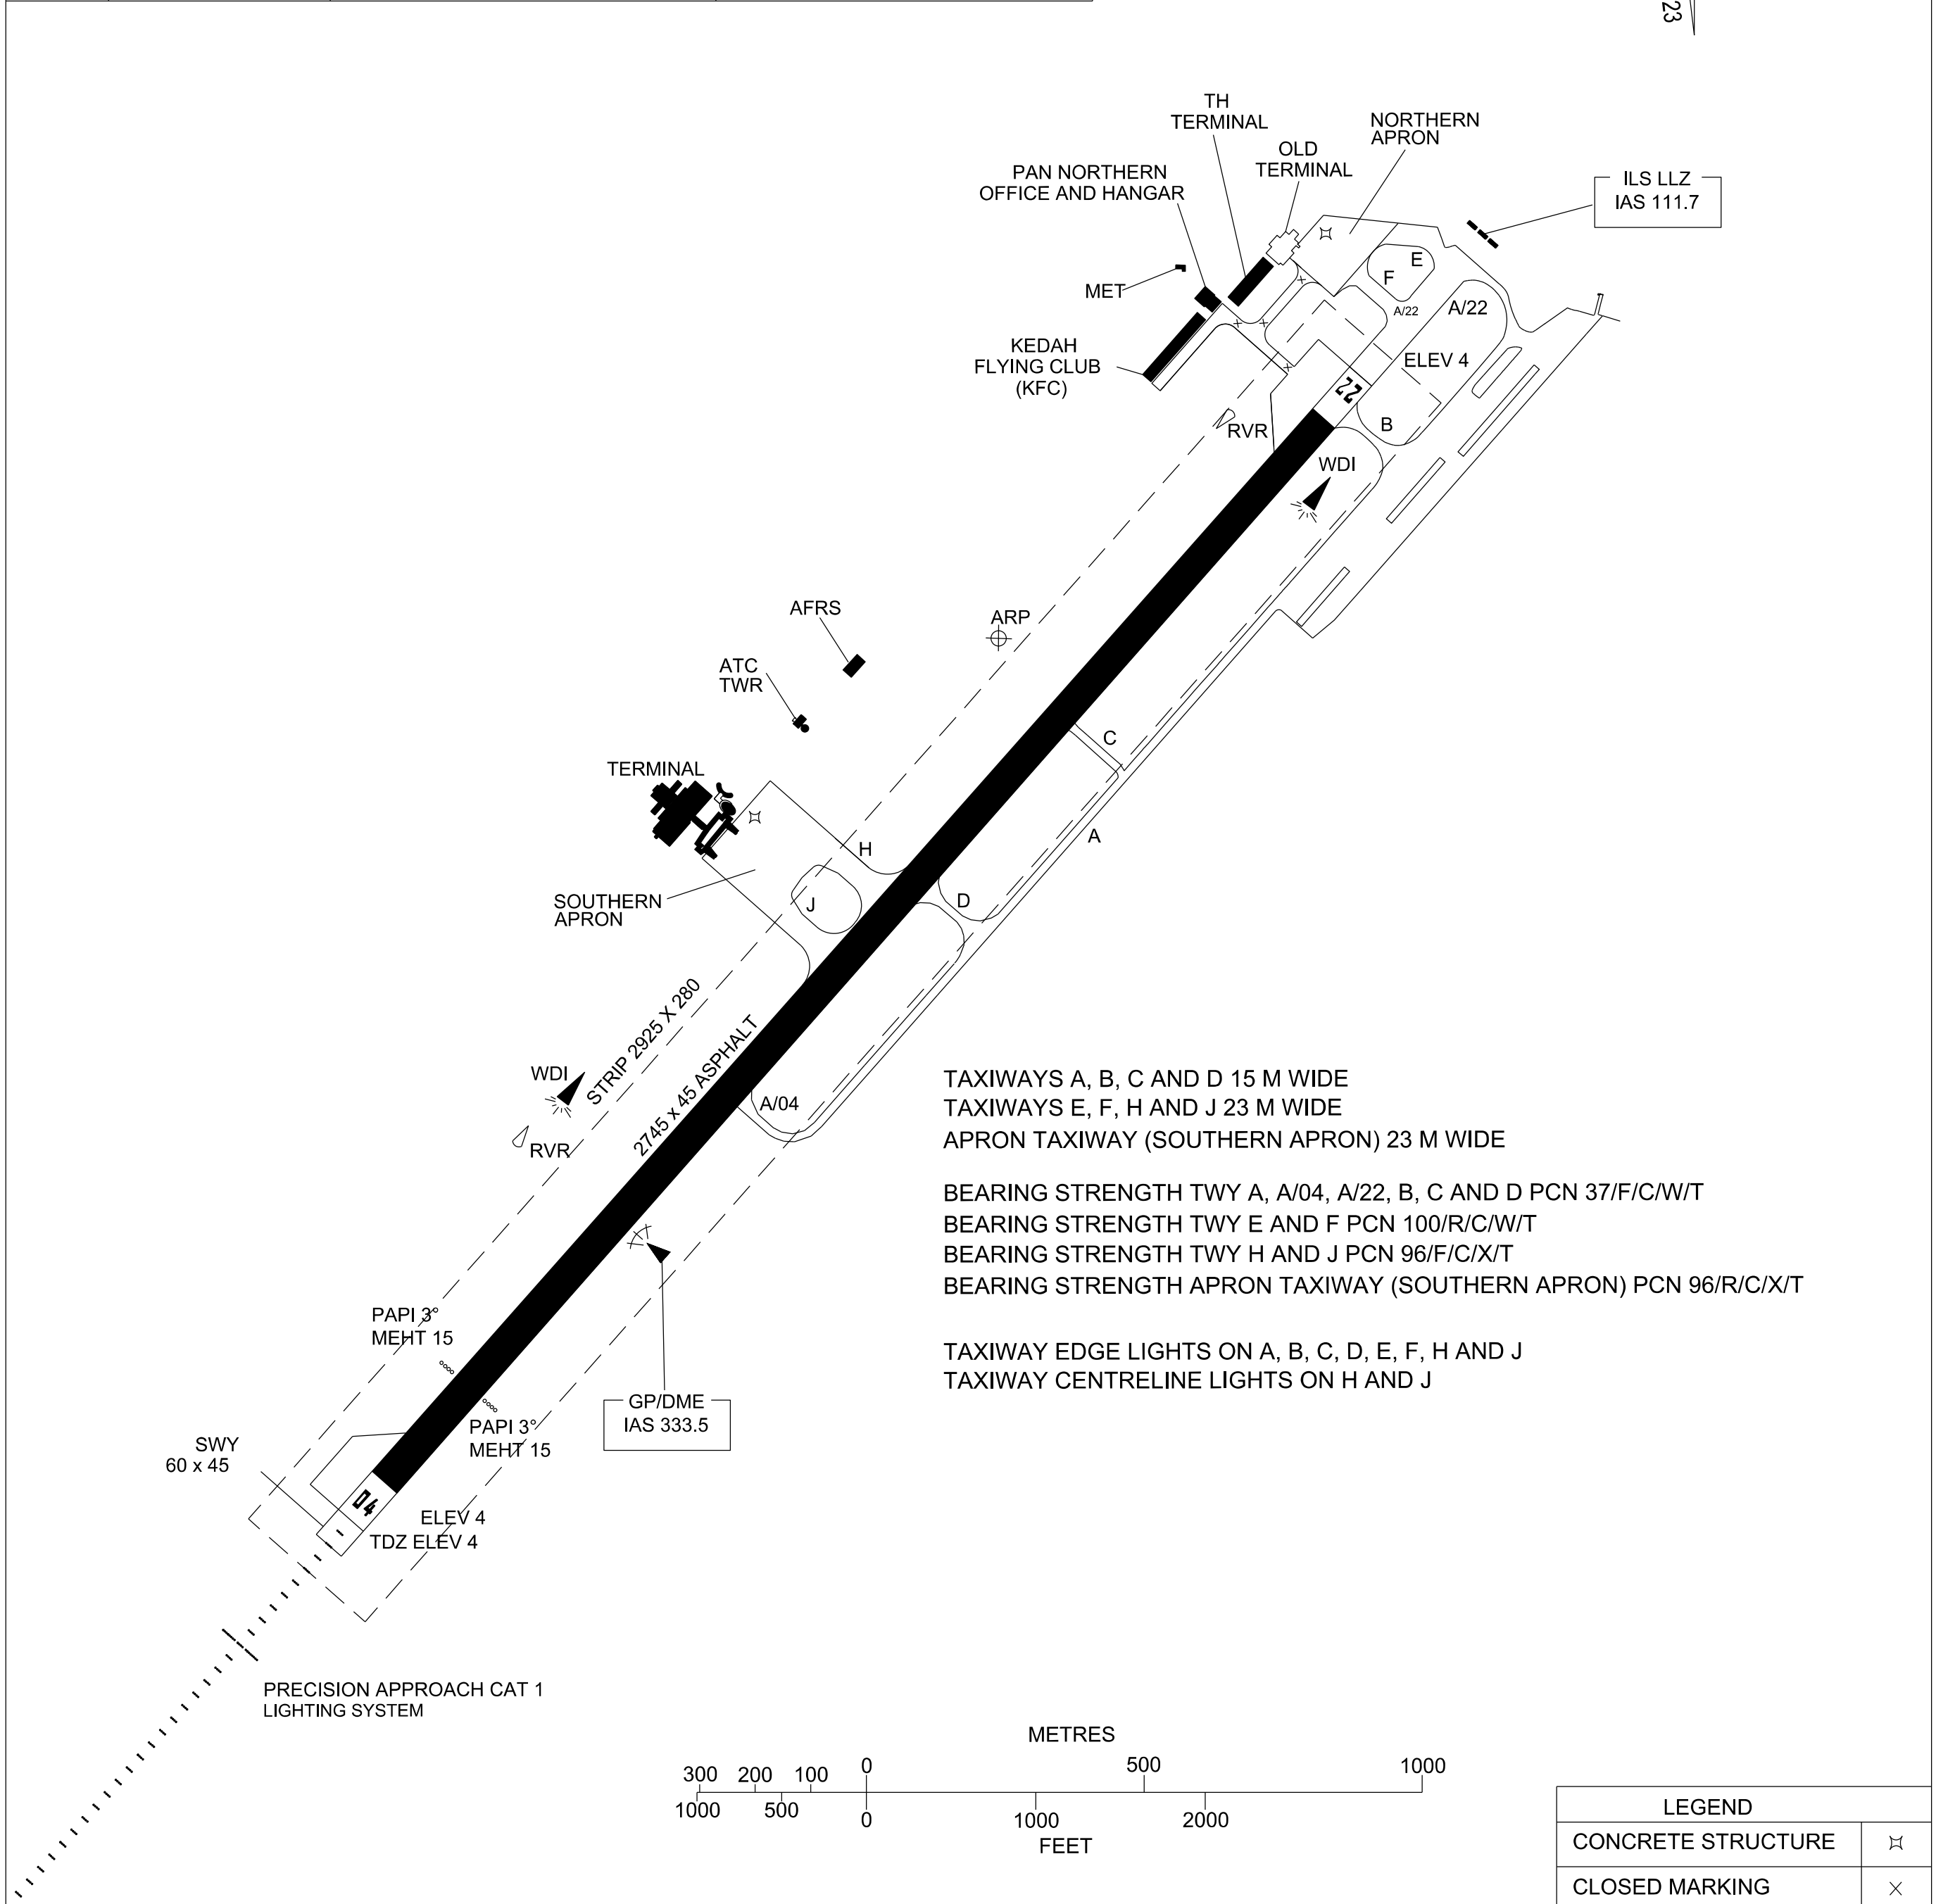 23
TH
TERMINAL
NORTHERN
APRON
OLD
TERMINAL
PAN NORTHERN
OFFICE AND HANGAR
ILS LLZ
IAS 111.7
E
F
MET
A/22
A/22
KEDAH
FLYING CLUB
(KFC)
ELEV 4
22
B
RVR
WDI
AFRS
ARP
ATC
TWR
C
TERMINAL
A
H
SOUTHERN
APRON
J
D
STRIP 2925 X 280
2745 x 45 ASPHALT
WDI
A/04
RVR
TAXIWAYS A, B, C AND D 15 M WIDE
TAXIWAYS E, F, H AND J 23 M WIDE
APRON TAXIWAY (SOUTHERN APRON) 23 M WIDE
BEARING STRENGTH TWY A, A/04, A/22, B, C AND D PCN 37/F/C/W/T
BEARING STRENGTH TWY E AND F PCN 100/R/C/W/T
BEARING STRENGTH TWY H AND J PCN 96/F/C/X/T
BEARING STRENGTH APRON TAXIWAY (SOUTHERN APRON) PCN 96/R/C/X/T
TAXIWAY EDGE LIGHTS ON A, B, C, D, E, F, H AND J
TAXIWAY CENTRELINE LIGHTS ON H AND J
PAPI 3°
MEHT 15
GP/DME
IAS 333.5
PAPI 3°
MEHT 15
SWY
60 x 45
04
ELEV 4
TDZ ELEV 4
PRECISION APPROACH CAT 1
LIGHTING SYSTEM
METRES
300 200 100 0 500 1000
1000 500 0 1000 2000
FEET
LEGEND
CONCRETE STRUCTURE
CLOSED MARKING